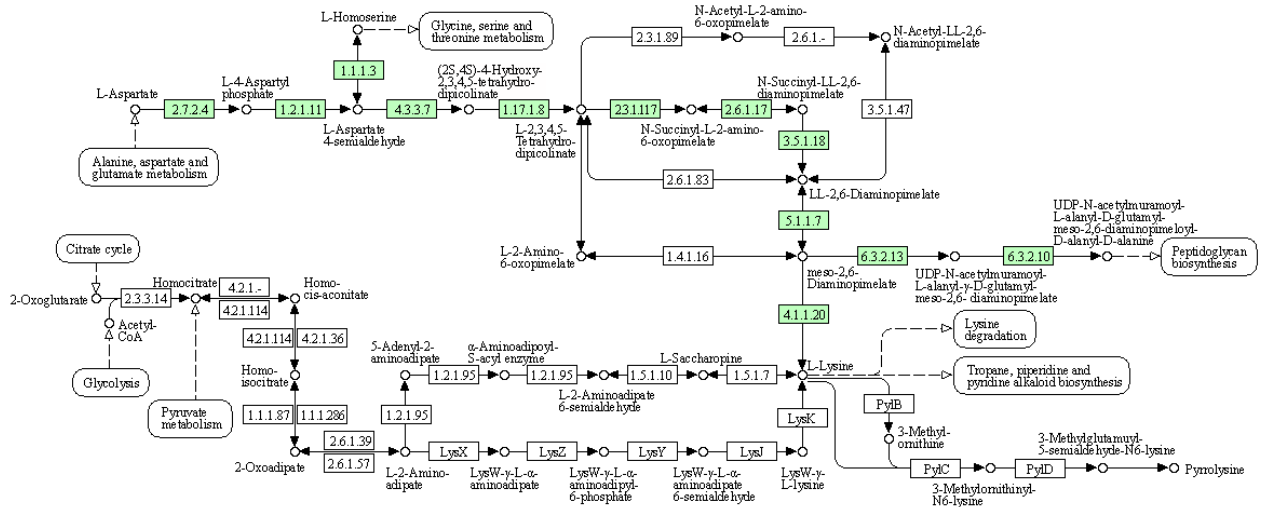 L-Homoserine
Glycine, serine and
threonine metabolism
N-Acetyl-L-2-amino-
6-oxopimelate
2.3.1.89
2.6.1.-
N-Acetyl-LL-2,6-
diaminopimelate
1.1.1.3
L-Aspartate
2.7.2.4
L-4-Aspartyl
phosphate
1.2.1.11
L-Aspartate
4-semialdehyde
4.3.3.7
(2S,4S)-4-Hydroxy-
2,3,4,5-tetrahydro-
dipicolinate
1.17.1.8
L-2,3,4,5-
Tetrahydro-
dipicolinate
2.3.1.117
N-Succinyl-L-2-amino-
6-oxopimelate
2.6.1.17
N-Succinyl-LL-2,6-
diaminopimelate
3.5.1.47
3.5.1.18
Alanine, aspartate and
glutamate metabolism
2.6.1.83
LL-2,6-Diaminopimelate
5.1.1.7
L-2-Amino-
6-oxopimelate
1.4.1.16
meso-2,6-
Diaminopimelate
6.3.2.13
UDP-N-acetylmuramoyl-
L-alanyl-γ-D-glutamyl-
meso-2,6- diaminopimelate
6.3.2.10
UDP-N-acetylmuramoyl-
L-alanyl-D-glutamyl-
meso-2,6-diaminopimeloyl-
D-alanyl-D-alanine
Peptidoglycan
biosynthesis
Citrate cycle
2-Oxoglutarate
2.3.3.14
Homocitrate
4.2.1.-
4.2.1.114
Homo-
cis-aconitate
Acetyl-
CoA
Glycolysis
Pyruvate
metabolism
4.2.1.114
4.2.1.36
Homo-
isocitrate
1.1.1.87
1.1.1.286
2-Oxoadipate
2.6.1.39
2.6.1.57
4.1.1.20
5-Adenyl-2-
aminoadipate
1.2.1.95
α-Aminoadipoyl-
S-acyl enzyme
1.2.1.95
L-2-Aminoadipate
6-semialdehyde
1.5.1.10
L-Saccharopine
1.5.1.7
L-Lysine
Lysine
degradation
Tropane, piperidine and
pyridine alkaloid biosynthesis
1.2.1.95
L-2-Amino-
adipate
LysX
LysW-γ-L-α-
aminoadipate
LysZ
LysW-γ-L-α-
aminoadipyl-
6-phosphate
LysY
LysW-γ-L-α-
aminoadipate
6-semialdehyde
LysJ
LysW-γ-
L-lysine
LysK
PylB
3-Methyl-
ornithine
PylC
3-Methylornithinyl-
N6-lysine
PylD
3-Methylglutamyl-
5-semialdehyde-N6-lysine
Pyrrolysine